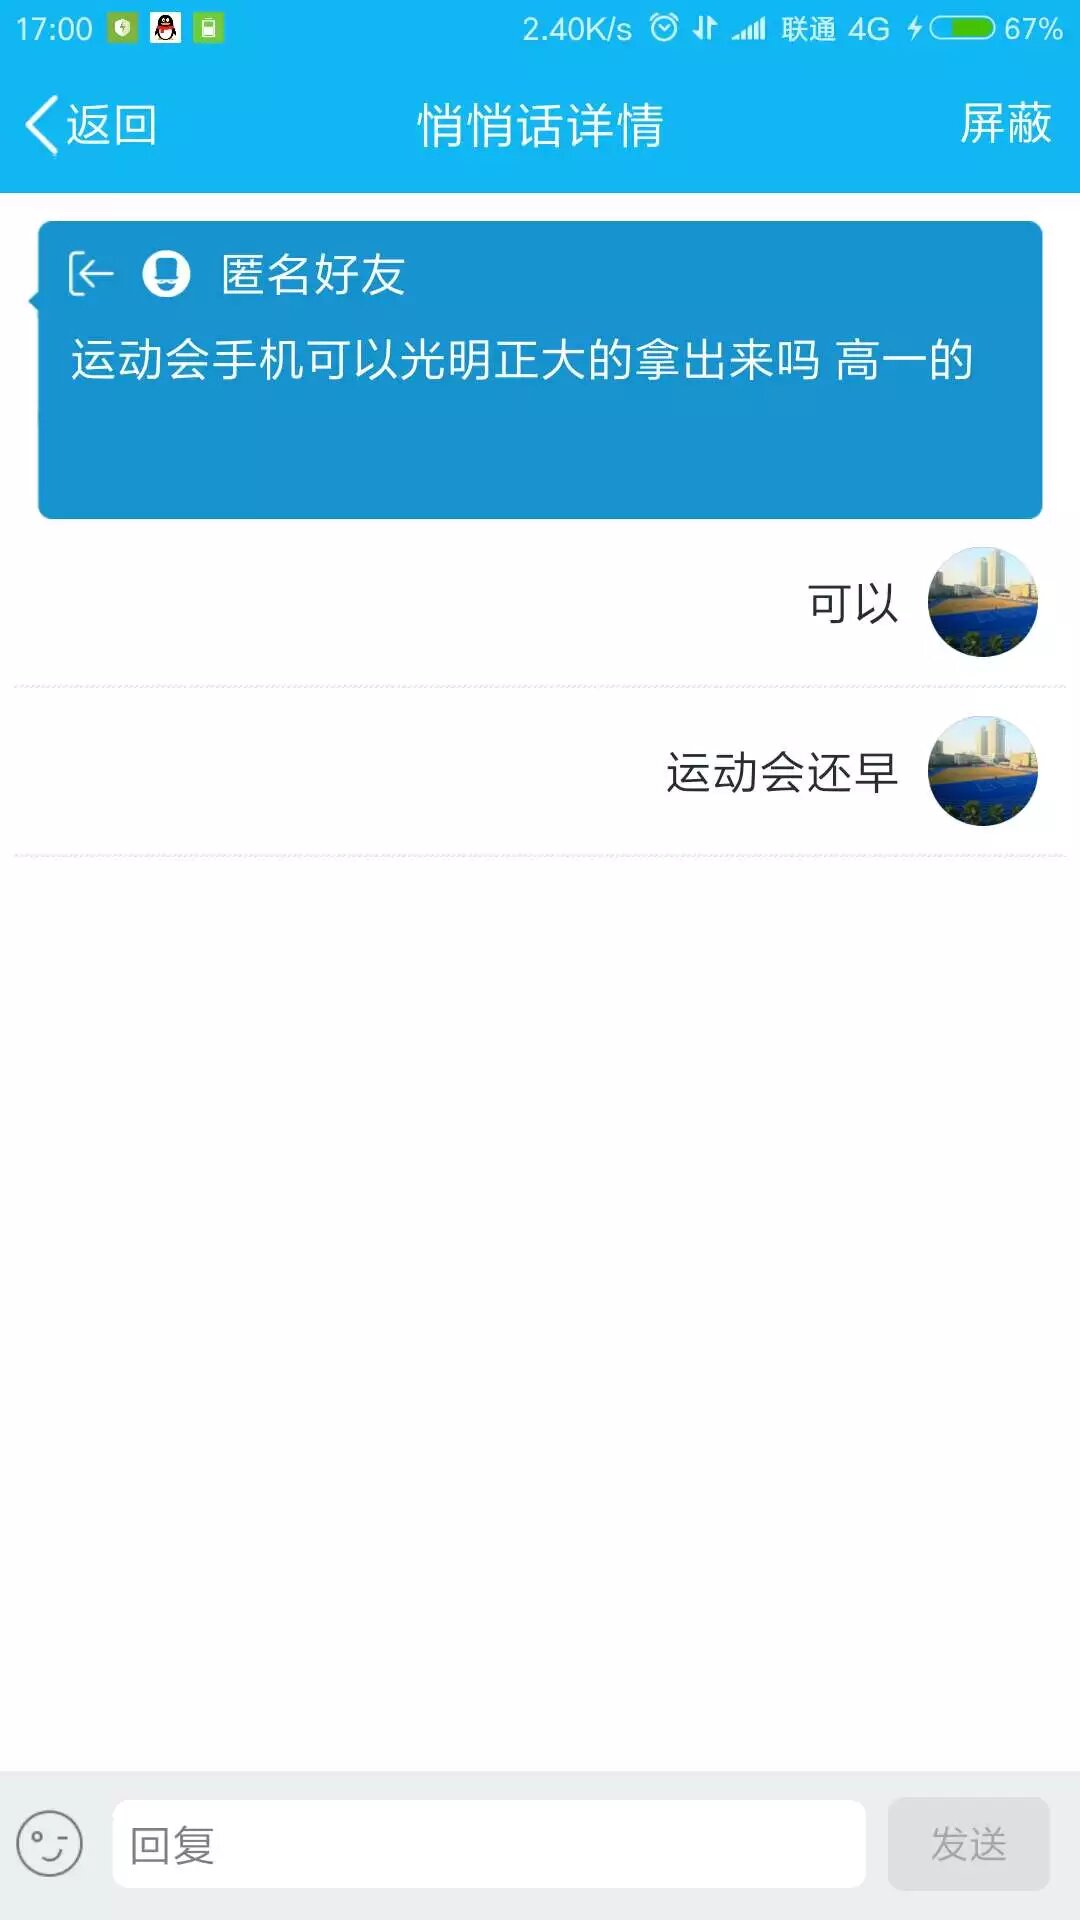 17:00 2.40K/s 联通 4G 67%
返回 悄悄话详情 屏蔽
匿名好友
运动会手机可以光明正大的拿出来吗 高一的
可以
运动会还早
回复 发送